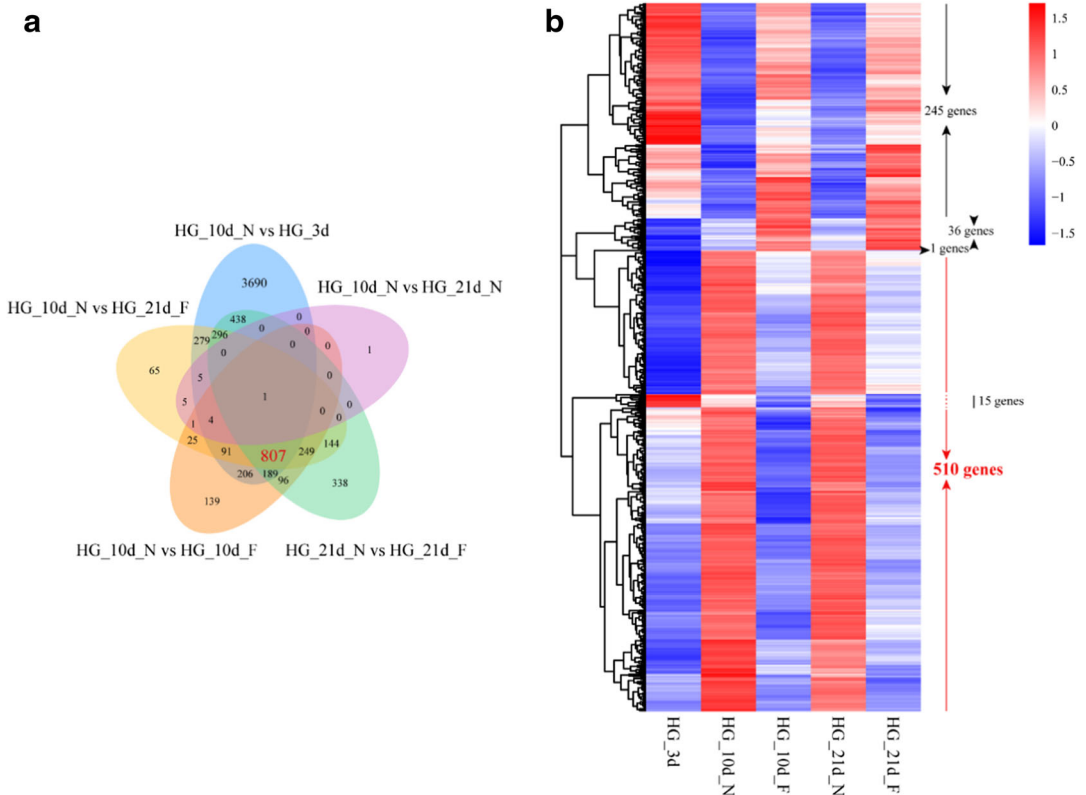 a
b
HG_10d_N vs HG_3d
HG_10d_N vs HG_21d_N
HG_10d_N vs HG_21d_F
HG_10d_N vs HG_10d_F
HG_21d_N vs HG_21d_F
3690
438
0
0
296
0
279
0
0
0
1
65
5
0
5
1
0
0
1
4
0
25
91
807
249
144
206
189
96
338
139
1.5
1
0.5
0
−0.5
−1
−1.5
245 genes
36 genes
1 genes
15 genes
510 genes
HG_3d
HG_10d_N
HG_10d_F
HG_21d_N
HG_21d_F